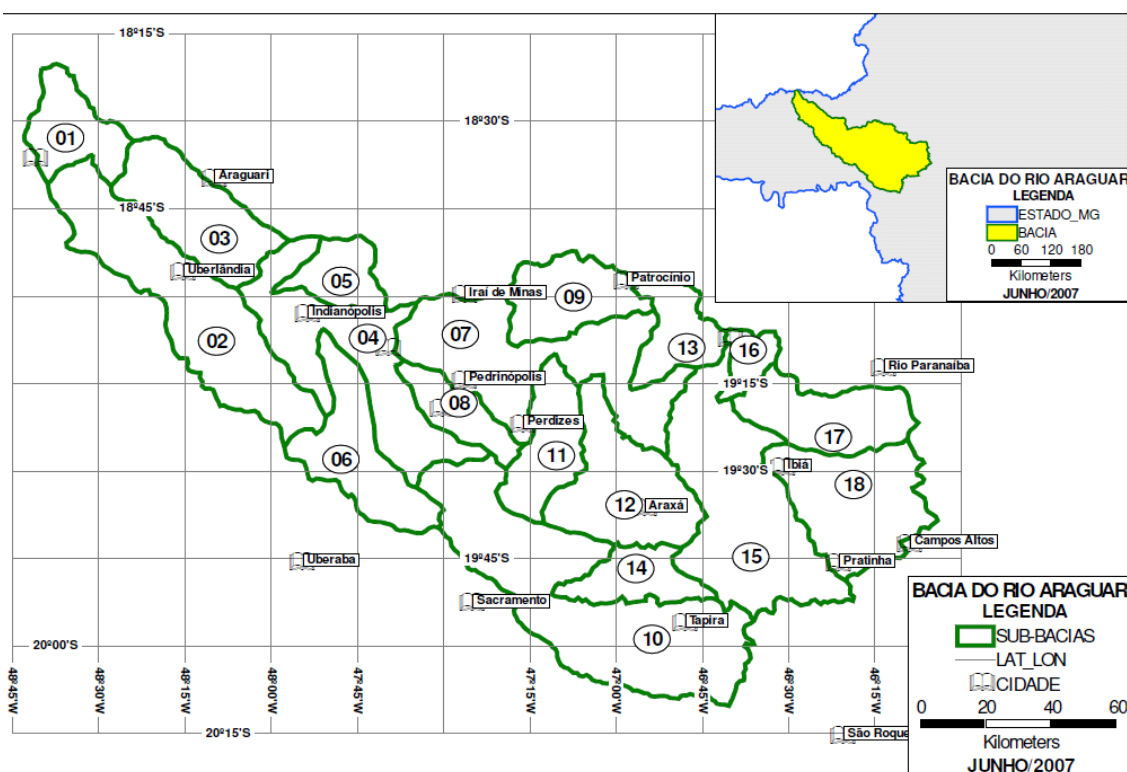 18º15'S
BACIA DO RIO ARAGUAR
LEGENDA
ESTADO_MG
BACIA
0 60 120 180
Kilometers
JUNHO/2007
18º30'S
01
Araguari
18º45'S
03
Uberlândia
05
Patrocínio
Iraí de Minas
09
Indianópolis
02
04
07
13
16
Rio Paranaíba
Pedrinópolis
19º15'S
08
Perdizes
17
11
06
19º30'S
Ibiá
18
12
Araxá
Campos Altos
Uberaba
19º45'S
14
15
Pratinha
Sacramento
Tapira
10
20º00'S
BACIA DO RIO ARAGUAR
LEGENDA
SUB-BACIAS
LAT_LON
CIDADE
0 20 40 60
Kilometers
JUNHO/2007
48º45'W
48º30'W
48º15'W
48º00'W
47º45'W
47º15'W
47º00'W
46º45'W
46º30'W
46º15'W
20º15'S
São Roque